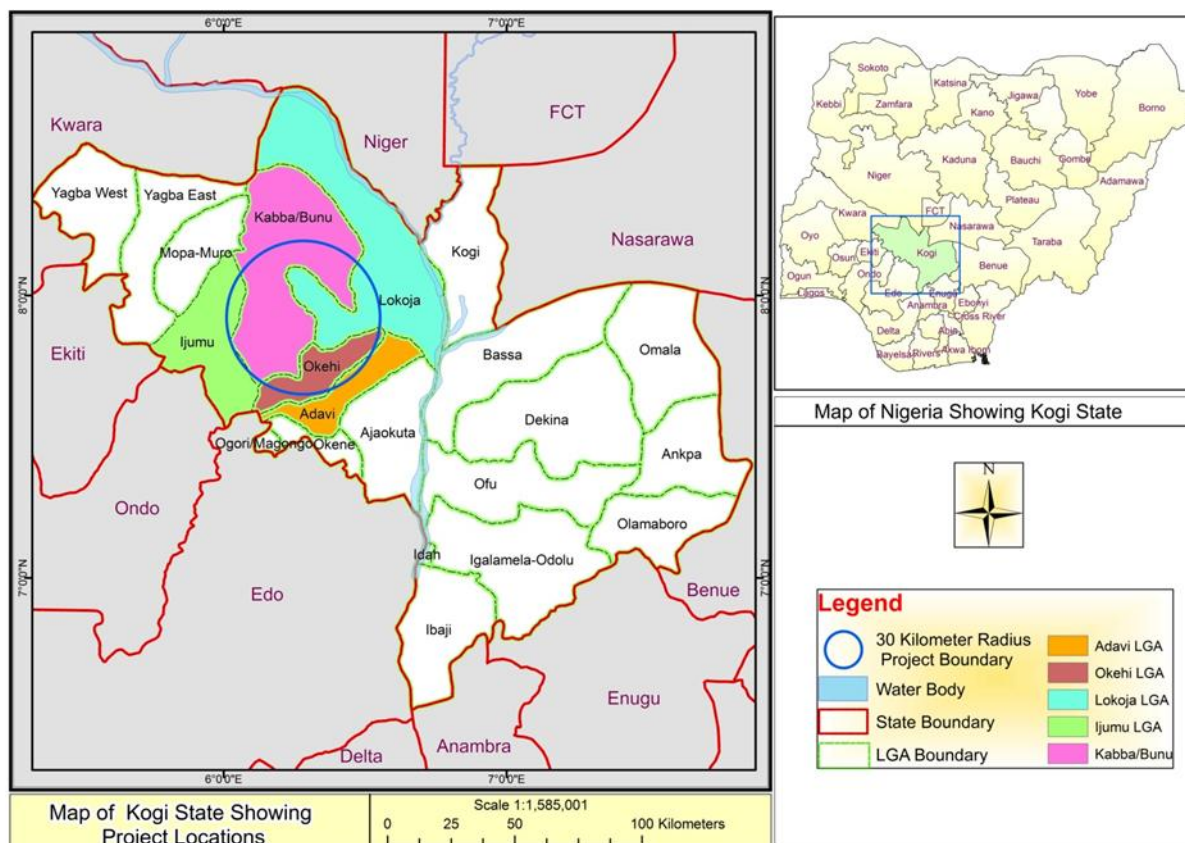 6°0'0"E
7°0'0"E
Kwara
Niger
FCT
Yagba West
Yagba East
Kabba/Bunu
Mopa-Muro
Kogi
Nasarawa
8°0'0"N
8°0'0"N
Lokoja
Ekiti
Ijumu
Okehi
Bassa
Omala
Adavi
Dekina
Ogori/Magongo
Okene
Ajaokuta
Ankpa
Ofu
Ondo
Olamaboro
Idah
Igalamela-Odolu
7°0'0"N
7°0'0"N
Edo
Benue
Ibaji
Enugu
Delta
Anambra
6°0'0"E
7°0'0"E
Map of Kogi State Showing
Project Locations
Scale 1:1,585,001
0 25 50 100 Kilometers
Sokoto
Katsina
Jigawa
Yobe
Borno
Kebbi
Zamfara
Kano
Kaduna
Bauchi
Gombe
Niger
Adamawa
Plateau
Kwara
FCT
Nasarawa
Oyo
Taraba
Kogi
Ekiti
Osun
Benue
Ogun
Ondo
Lagos
Edo
Enugu
Anambra
Ebonyi
Cross River
Delta
Abia
Bayelsa
Rivers
Akwa Ibom
Map of Nigeria Showing Kogi State
N
Legend
30 Kilometer Radius
Project Boundary
Water Body
State Boundary
LGA Boundary
Adavi LGA
Okehi LGA
Lokoja LGA
Ijumu LGA
Kabba/Bunu